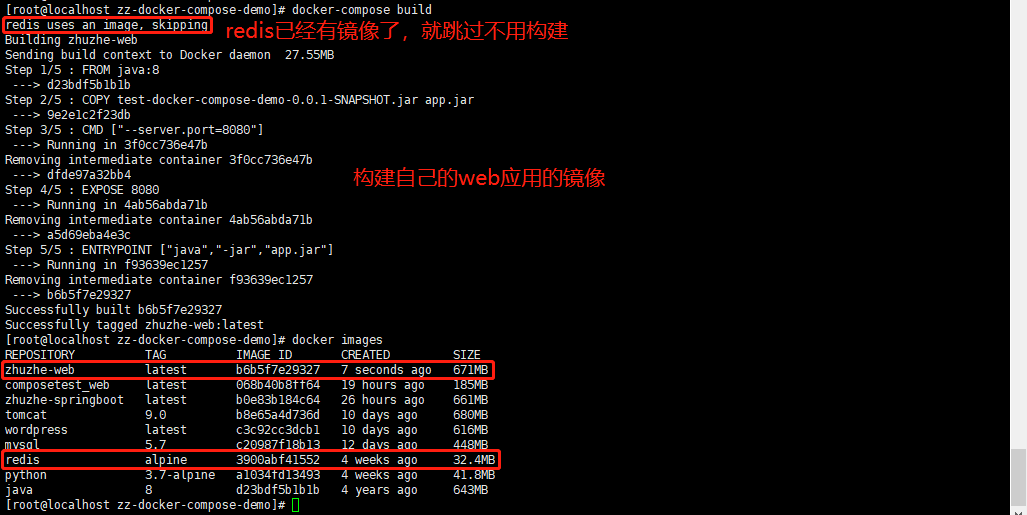 [root@localhost zz-docker-compose-demo]# docker-compose build
redis uses an image, skipping
redis已经有镜像了，就跳过不用构建
Building zhuzhe-web
Sending build context to Docker daemon  27.55MB
Step 1/5 : FROM java:8
 ---> d23bdf5b1b1b
Step 2/5 : COPY test-docker-compose-demo-0.0.1-SNAPSHOT.jar app.jar
 ---> 9e2e1c2f23db
Step 3/5 : CMD ["--server.port=8080"]
 ---> Running in 3f0cc736e47b
Removing intermediate container 3f0cc736e47b
 ---> dfde97a32bb4
构建自己的web应用的镜像
Step 4/5 : EXPOSE 8080
 ---> Running in 4ab56abda71b
Removing intermediate container 4ab56abda71b
 ---> a5d69eba4e3c
Step 5/5 : ENTRYPOINT ["java","-jar","app.jar"]
 ---> Running in f93639ec1257
Removing intermediate container f93639ec1257
 ---> b6b5f7e29327
Successfully built b6b5f7e29327
Successfully tagged zhuzhe-web:latest
[root@localhost zz-docker-compose-demo]# docker images
REPOSITORY TAG IMAGE ID CREATED SIZE
zhuzhe-web latest b6b5f7e29327 7 seconds ago 671MB
composetest_web latest 068b40b8ff64 19 hours ago 185MB
zhuzhe-springboot latest b0e83b184c64 26 hours ago 661MB
tomcat 9.0 b8e65a4d736d 10 days ago 680MB
wordpress latest c3c92cc3dcb1 10 days ago 616MB
mysql 5.7 c20987f18b13 12 days ago 448MB
redis alpine 3900abf41552 4 weeks ago 32.4MB
python 3.7-alpine a1034fd13493 4 weeks ago 41.8MB
java 8 d23bdf5b1b1b 4 years ago 643MB
[root@localhost zz-docker-compose-demo]#